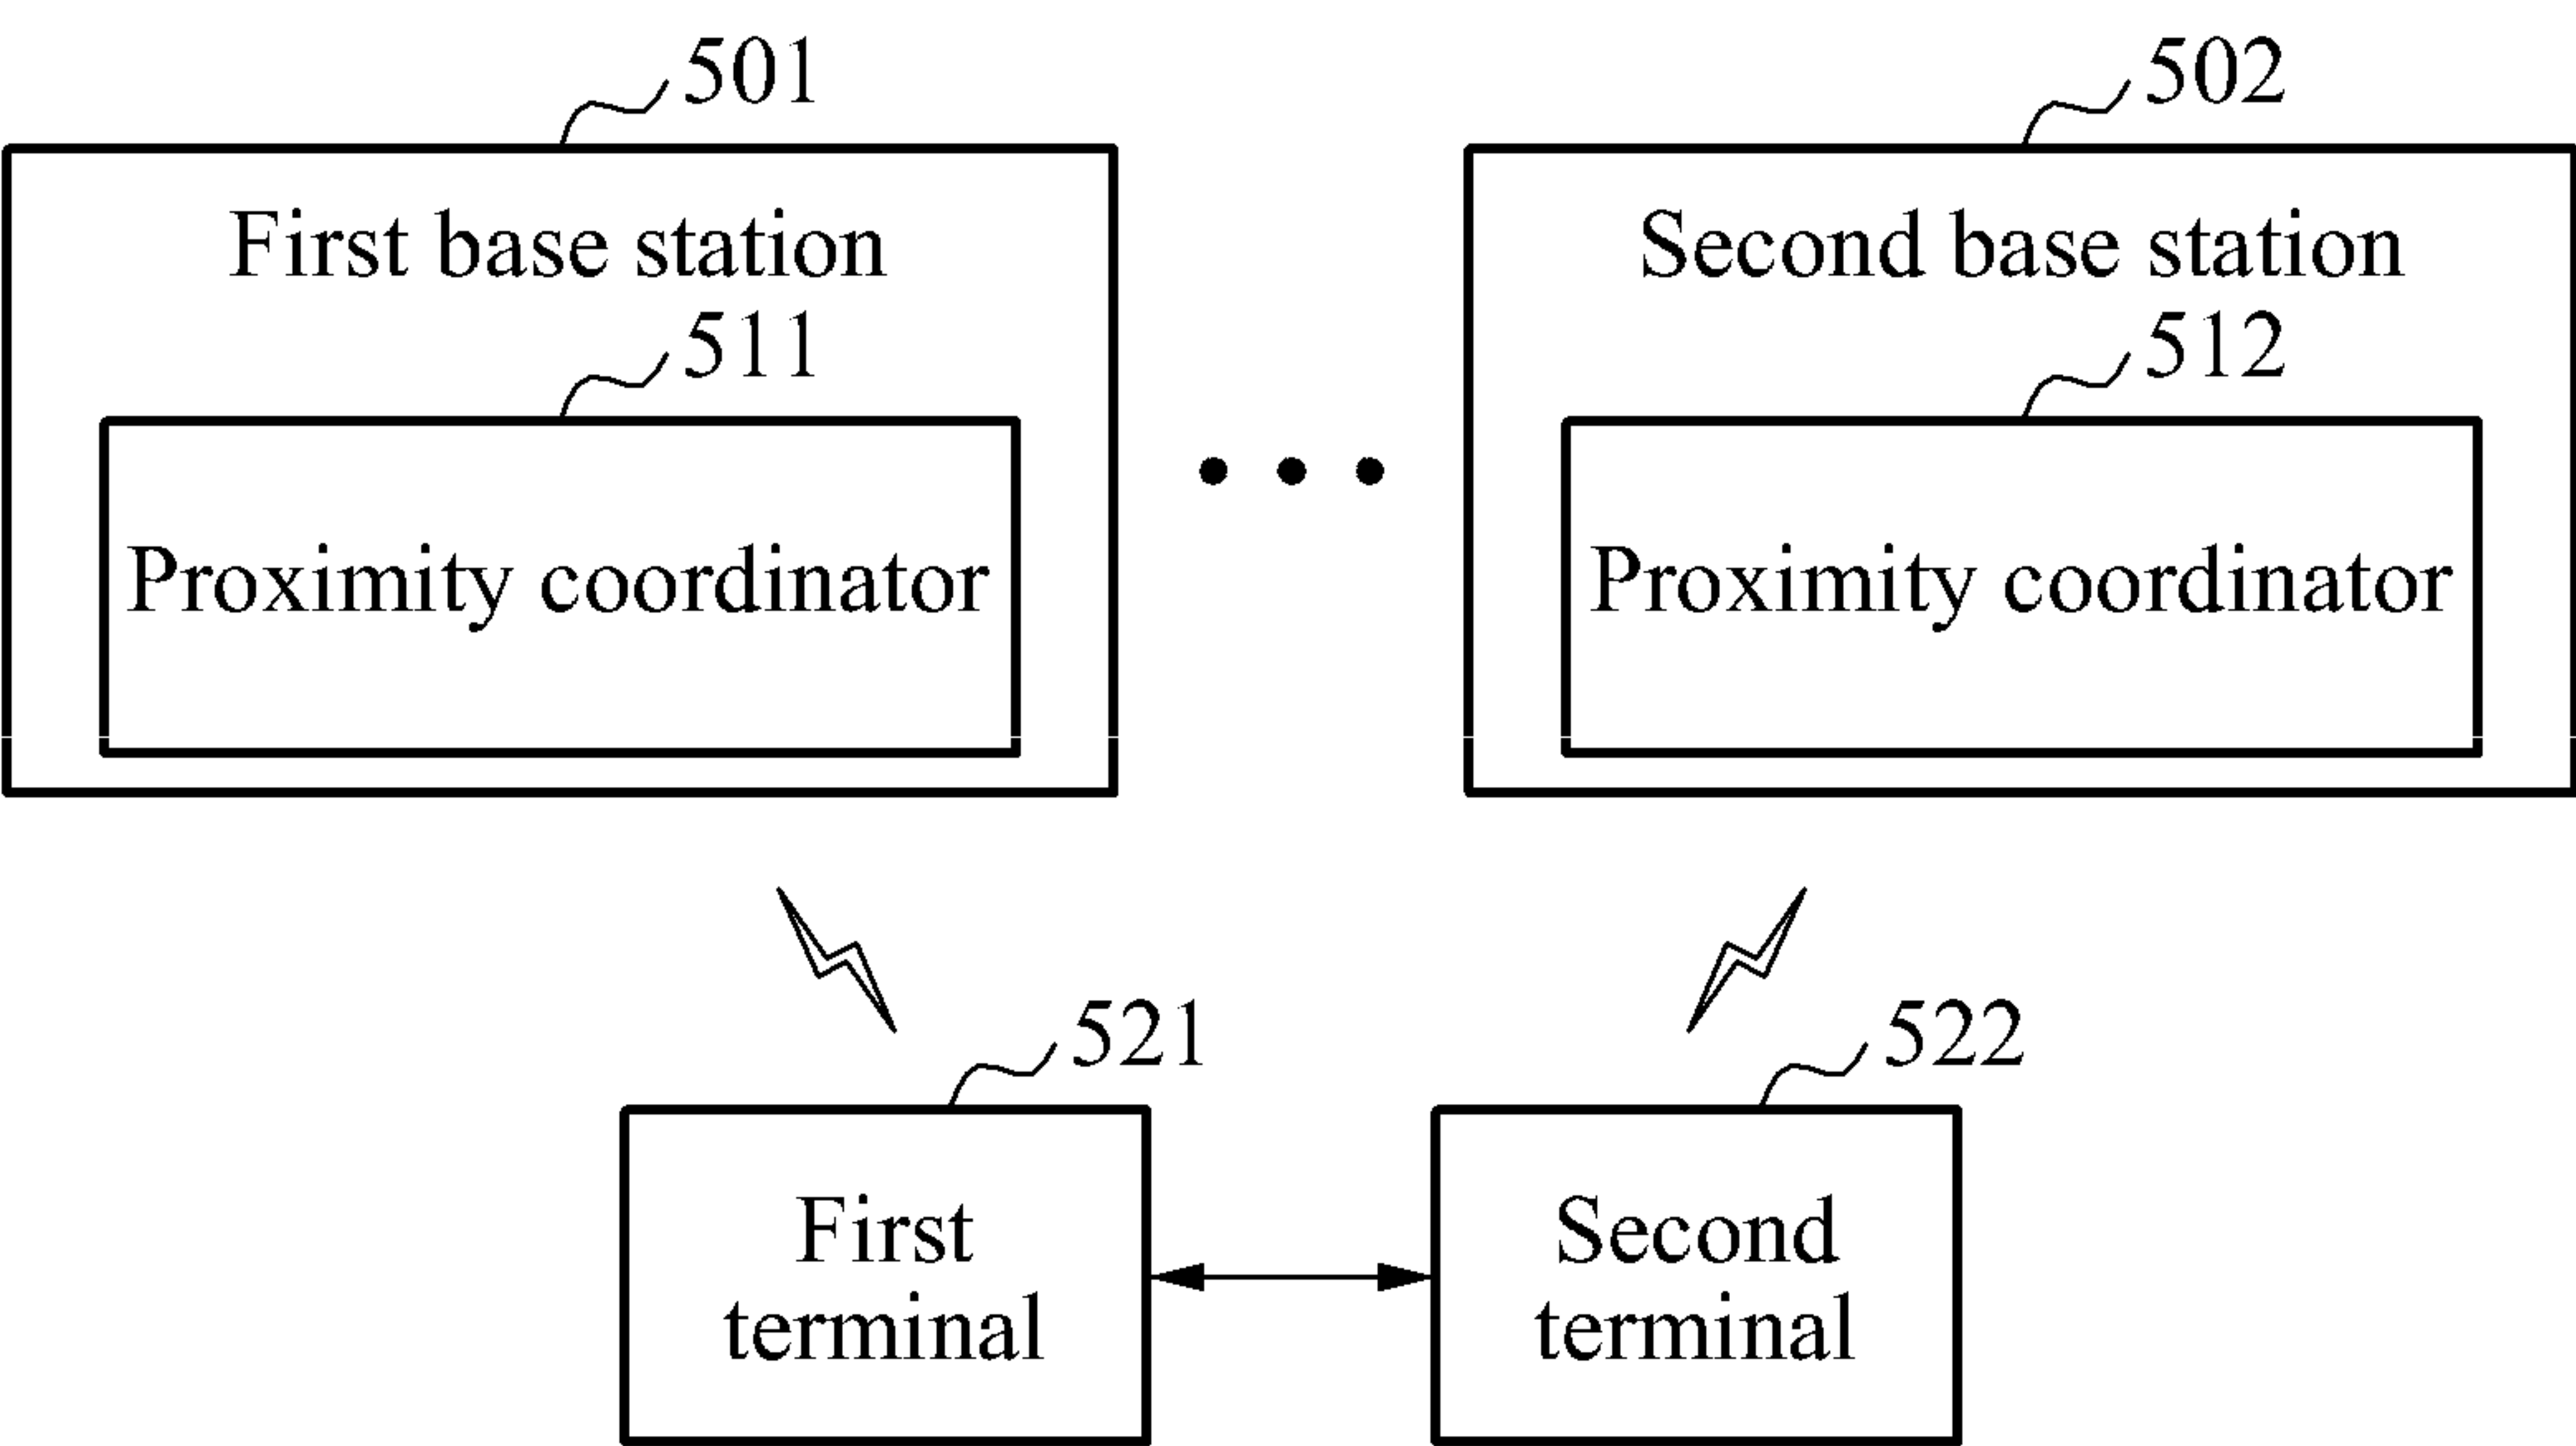 501
502
First base station
Second base station
511
512
Proximity coordinator
Proximity coordinator
521
522
First
terminal
Second
terminal